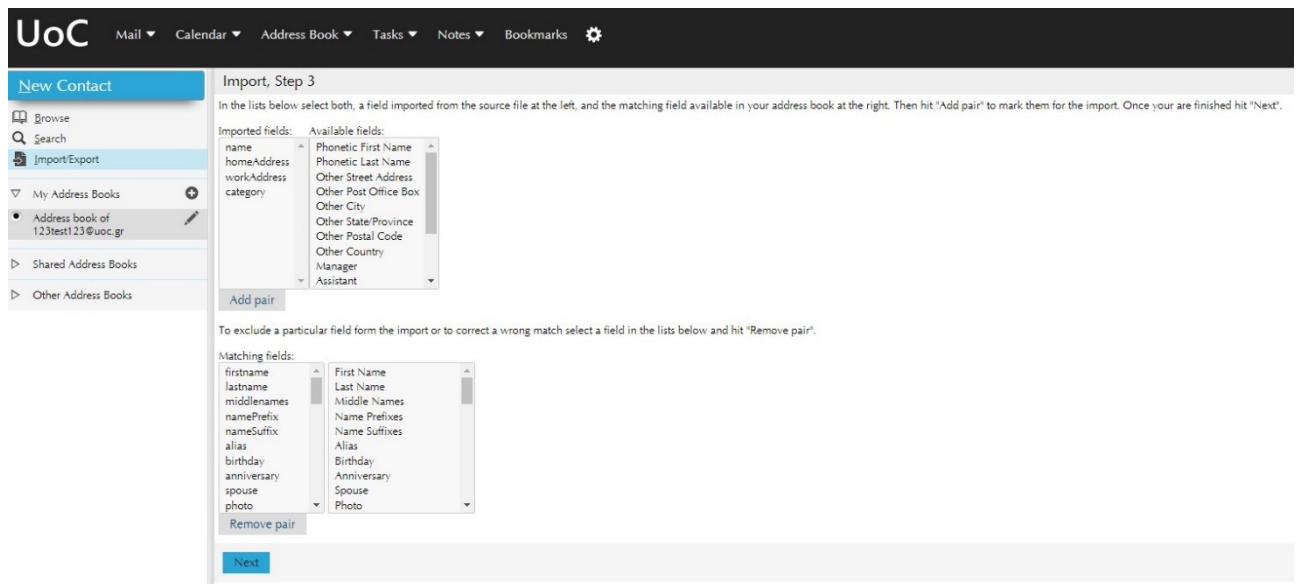 UoC Mail Calendar Address Book Tasks Notes Bookmarks
New Contact
Browse
Search
Import/Export
My Address Books
Address book of
123test123@uoc.gr
Shared Address Books
Other Address Books
Import, Step 3
In the lists below select both, a field imported from the source file at the left, and the matching field available in your address book at the right. Then hit "Add pair" to mark them for the import. Once your are finished hit "Next".
Imported fields: Available fields:
name Phonetic First Name
homeAddress Phonetic Last Name
workAddress Other Street Address
category Other Post Office Box
Other City
Other State/Province
Other Postal Code
Other Country
Manager
Assistant
Add pair
To exclude a particular field form the import or to correct a wrong match select a field in the lists below and hit "Remove pair".
Matching fields:
firstname First Name
lastname Last Name
middlenames Middle Names
namePrefix Name Prefixes
nameSuffix Name Suffixes
alias Alias
birthday Birthday
anniversary Anniversary
spouse Spouse
photo Photo
Remove pair
Next